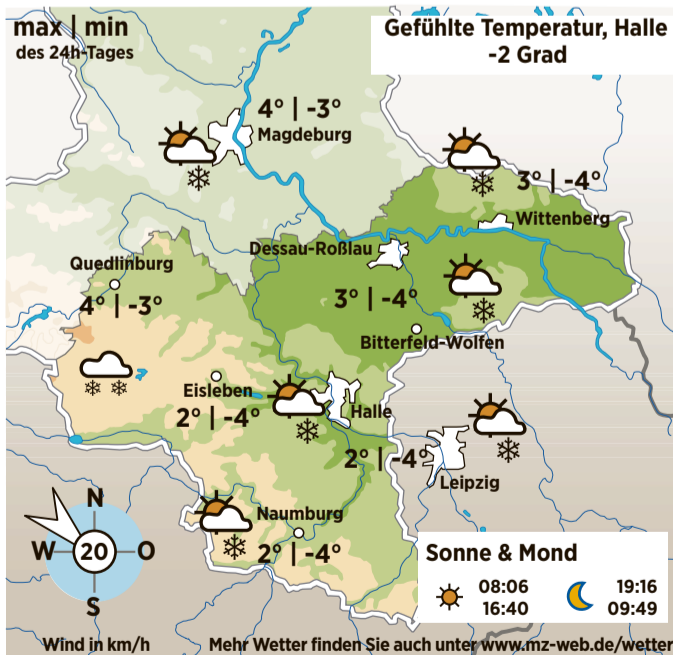 max | min
des 24h-Tages
Gefühlte Temperatur, Halle
-2 Grad
4° | -3°
Magdeburg
3° | -4°
Wittenberg
Dessau-Roßlau
Quedlinburg
4° | -3°
3° | -4°
Bitterfeld-Wolfen
Eisleben
2° | -4°
Halle
2° | -4°
Leipzig
Naumburg
2° | -4°
N
W 20 O
S
Sonne & Mond
08:06 19:16
16:40 09:49
Wind in km/h
Mehr Wetter finden Sie auch unter www.mz-web.de/wetter